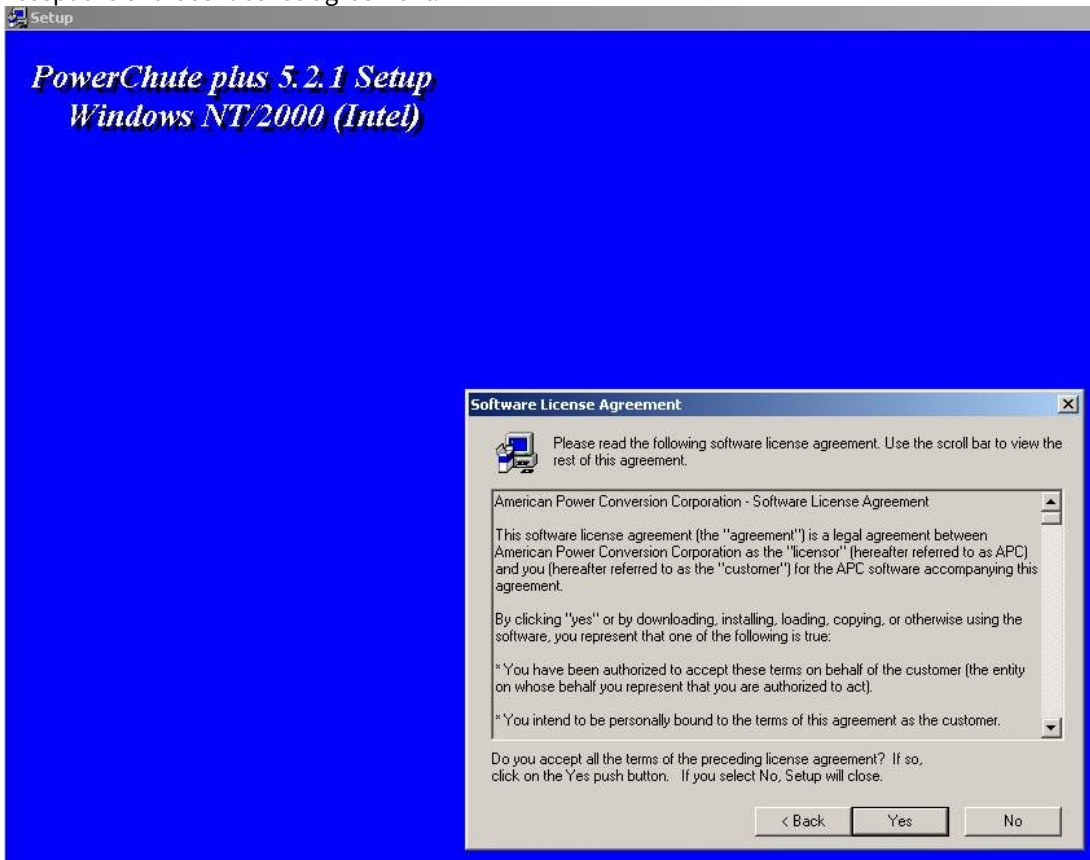 Setup
PowerChute plus 5.2.1 Setup
Windows NT/2000 (Intel)
Software License Agreement
Please read the following software license agreement. Use the scroll bar to view the
rest of this agreement.
American Power Conversion Corporation - Software License Agreement
This software license agreement (the "agreement") is a legal agreement between
American Power Conversion Corporation as the "licensor" (hereafter referred to as APC)
and you (hereafter referred to as the "customer") for the APC software accompanying this
agreement.
By clicking "yes" or by downloading, installing, loading, copying, or otherwise using the
software, you represent that one of the following is true:
* You have been authorized to accept these terms on behalf of the customer (the entity
on whose behalf you represent that you are authorized to act).
* You intend to be personally bound to the terms of this agreement as the customer.
Do you accept all the terms of the preceding license agreement? If so,
click on the Yes push button. If you select No, Setup will close.
< Back Yes No